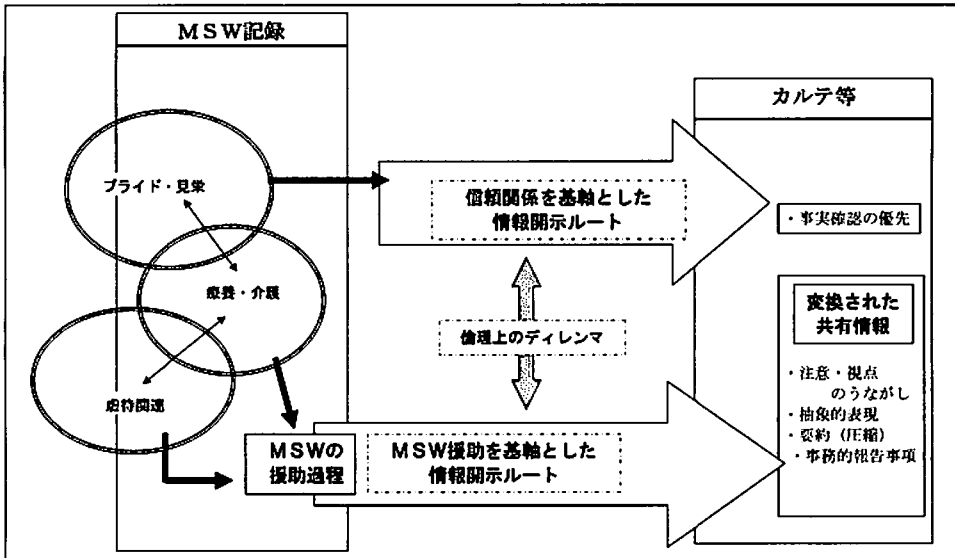 MSW記録
プライド・見栄
療養・介護
虐待関連
MSWの
援助過程
信頼関係を基軸とした
情報開示ルート
倫理上のディレンマ
MSW援助を基軸とした
情報開示ルート
カルテ等
・事実確認の優先
変換された
共有情報
・注意・視点
のうながし
・抽象的表現
・要約（圧縮）
・事務的報告事項